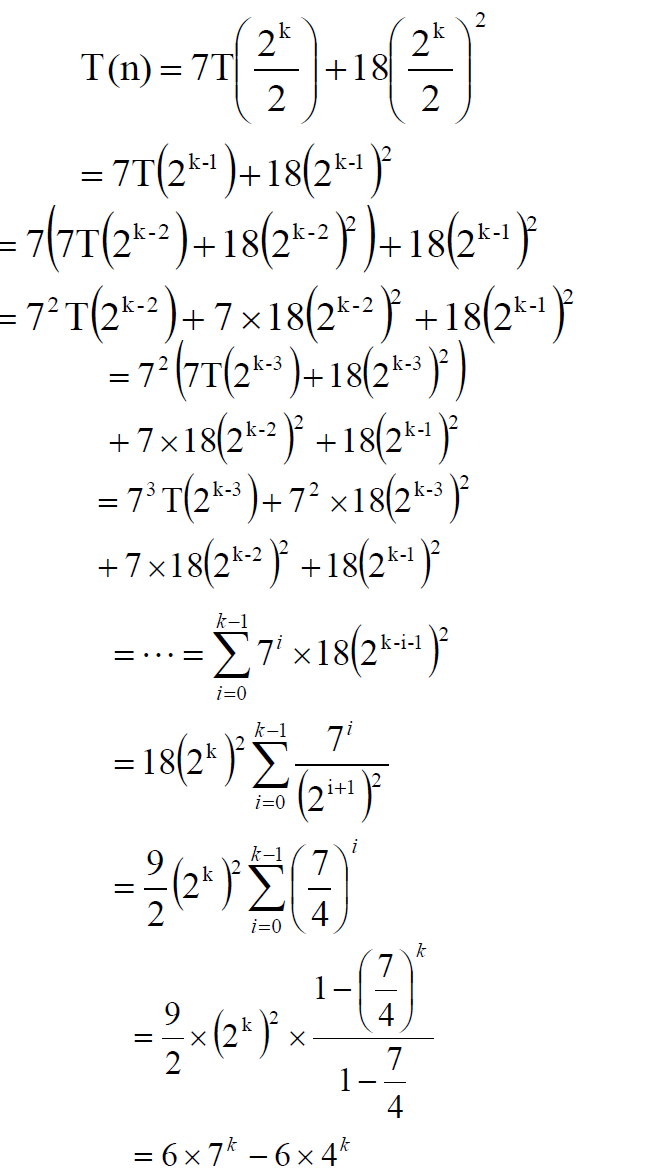 T(n) = 7T(2^k/2) + 18(2^k/2)^2
= 7T(2^{k-1}) + 18(2^{k-1})^2
= 7(7T(2^{k-2}) + 18(2^{k-2})^2) + 18(2^{k-1})^2
= 7^2 T(2^{k-2}) + 7 × 18(2^{k-2})^2 + 18(2^{k-1})^2
= 7^2 (7T(2^{k-3}) + 18(2^{k-3})^2)
+ 7 × 18(2^{k-2})^2 + 18(2^{k-1})^2
= 7^3 T(2^{k-3}) + 7^2 × 18(2^{k-3})^2
+ 7 × 18(2^{k-2})^2 + 18(2^{k-1})^2
= ⋯ = ∑_{i=0}^{k-1} 7^i × 18(2^{k-i-1})^2
= 18(2^k)^2 ∑_{i=0}^{k-1} 7^i/(2^{i+1})^2
= 9/2 (2^k)^2 ∑_{i=0}^{k-1} (7/4)^i
= 9/2 × (2^k)^2 × (1 − (7/4)^k)/(1 − 7/4)
= 6 × 7^k − 6 × 4^k